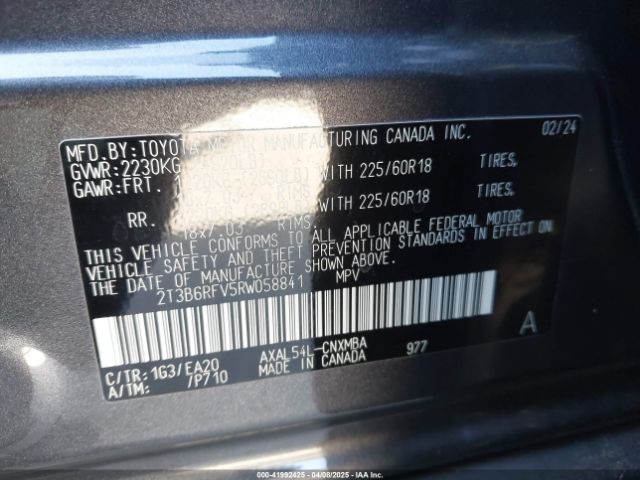 MFD. BY: TOYOTA MOTOR MANUFACTURING CANADA INC. 02/24
GVWR: 2230KG
GAWR: FRT. WITH 225/60R18 TIRES,
RIMS
RR. WITH 225/60R18 TIRES,
18X7.0J RIMS
THIS VEHICLE CONFORMS TO ALL APPLICABLE FEDERAL MOTOR
VEHICLE SAFETY AND THEFT PREVENTION STANDARDS IN EFFECT ON
THE DATE OF MANUFACTURE SHOWN ABOVE.
2T3B6RFV5RW058841 MPV
A
C/TR: 1G3/EA20 AXAL54L-CNXMBA 977
A/TM: /P710 MADE IN CANADA
© IAA 41992425 - 04/08/2025 - IAAI.COM